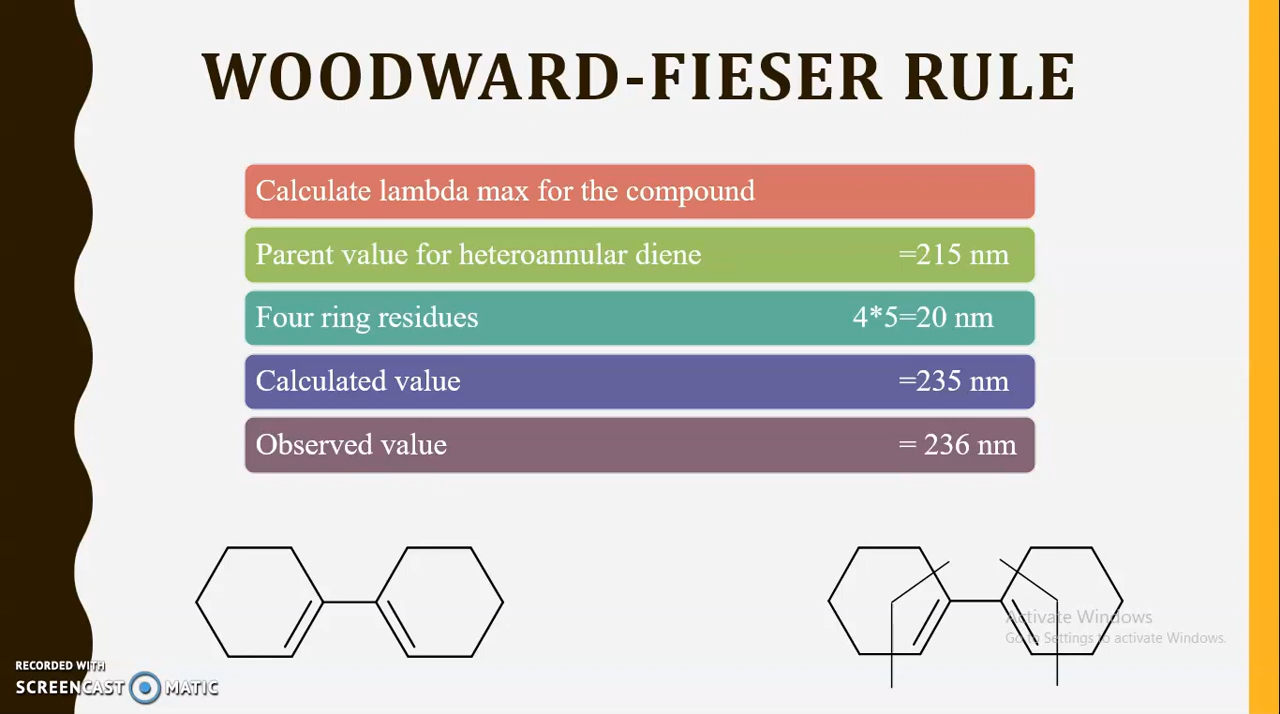 WOODWARD-FIESER RULE
Calculate lambda max for the compound
Parent value for heteroannular diene =215 nm
Four ring residues 4*5=20 nm
Calculated value =235 nm
Observed value = 236 nm
Activate Windows
Go to Settings to activate Windows.
RECORDED WITH
SCREENCAST MATIC